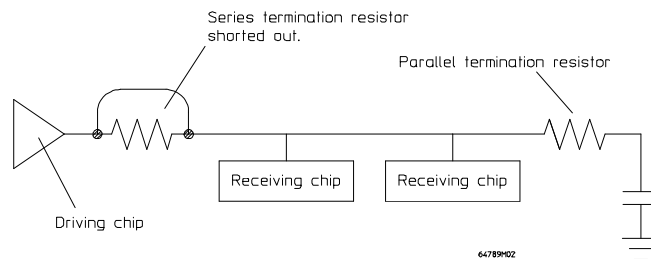 Series termination resistor
shorted out.
Parallel termination resistor
Receiving chip
Receiving chip
Driving chip
64789M02